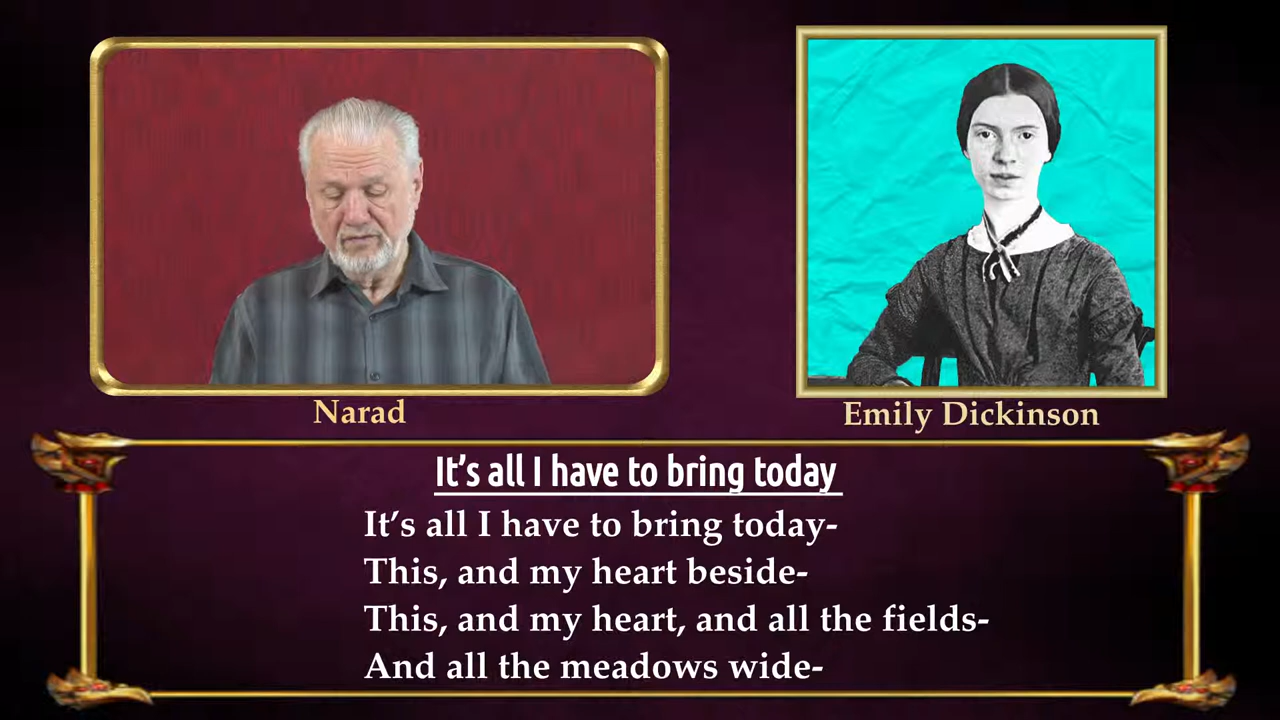 Narad
Emily Dickinson
It's all I have to bring today
It's all I have to bring today-
This, and my heart beside-
This, and my heart, and all the fields-
And all the meadows wide-